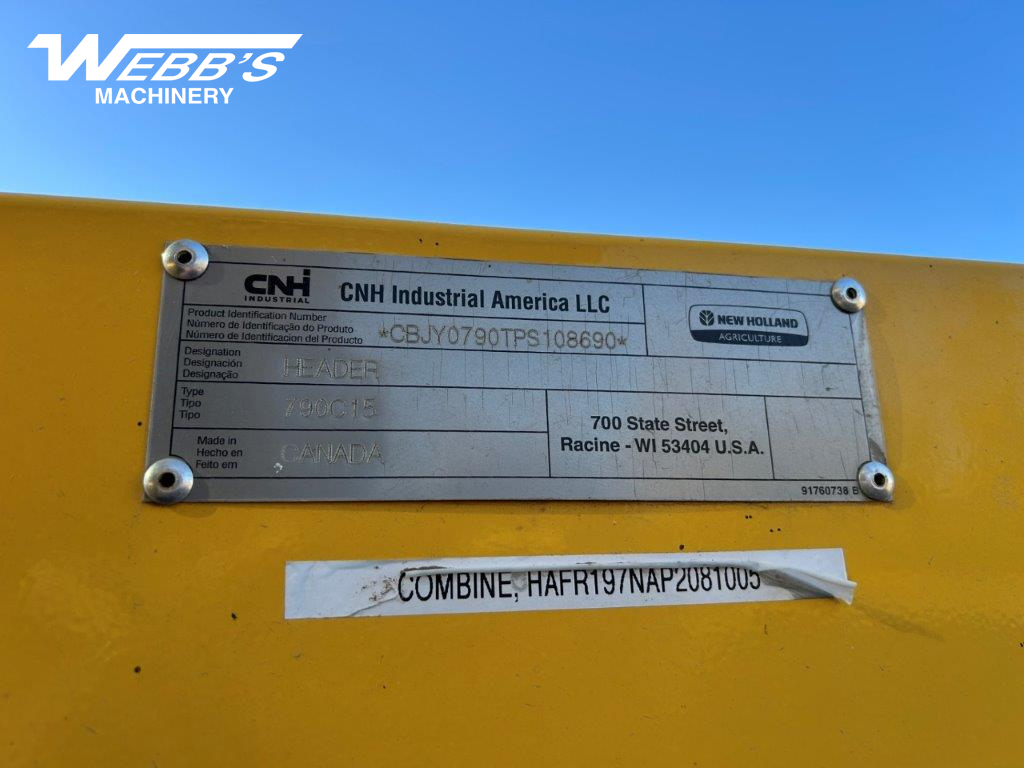 WEBB'S
MACHINERY
CNH
INDUSTRIAL
CNH Industrial America LLC
Product Identification Number
Número de Identificação do Produto
Número de Identificacion del Producto
*CBJY0790TPS108690*
NEW HOLLAND
AGRICULTURE
Designation
Designación
Designação
HEADER
Type
Tipo
Tipo
790C15
700 State Street,
Racine - WI 53404 U.S.A.
Made in
Hecho en
Feito em
CANADA
91760738 B
COMBINE, HAFR197NAP2081005